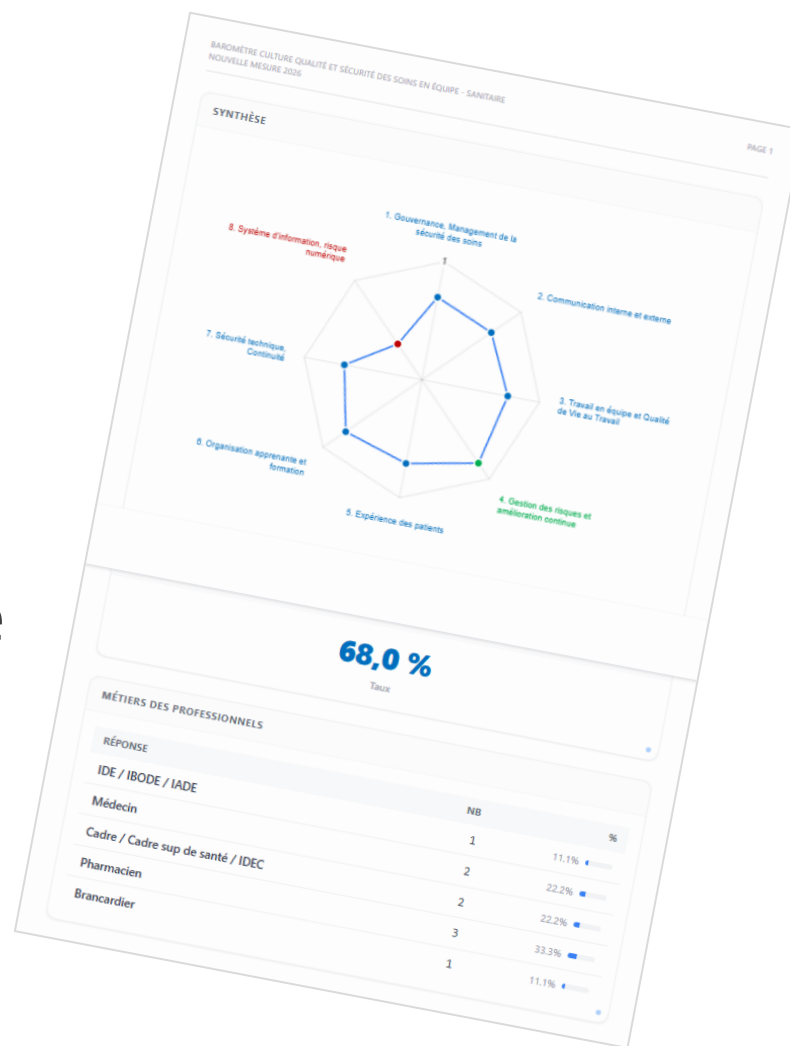 BAROMÈTRE CULTURE QUALITÉ ET SÉCURITÉ DES SOINS EN ÉQUIPE - SANITAIRE
NOUVELLE MESURE 2026
PAGE 1
SYNTHÈSE
1. Gouvernance, Management de la
sécurité des soins
1
2. Communication interne et externe
3. Travail en équipe et Qualité
de Vie au Travail
4. Gestion des risques et
amélioration continue
5. Expérience des patients
6. Organisation apprenante et
formation
7. Sécurité technique,
Continuité
8. Système d'information, risque
numérique
e
68,0 %
Taux
MÉTIERS DES PROFESSIONNELS
RÉPONSE NB %
IDE / IBODE / IADE 1 11.1%
Médecin 2 22.2%
Cadre / Cadre sup de santé / IDEC 2 22.2%
Pharmacien 3 33.3%
Brancardier 1 11.1%